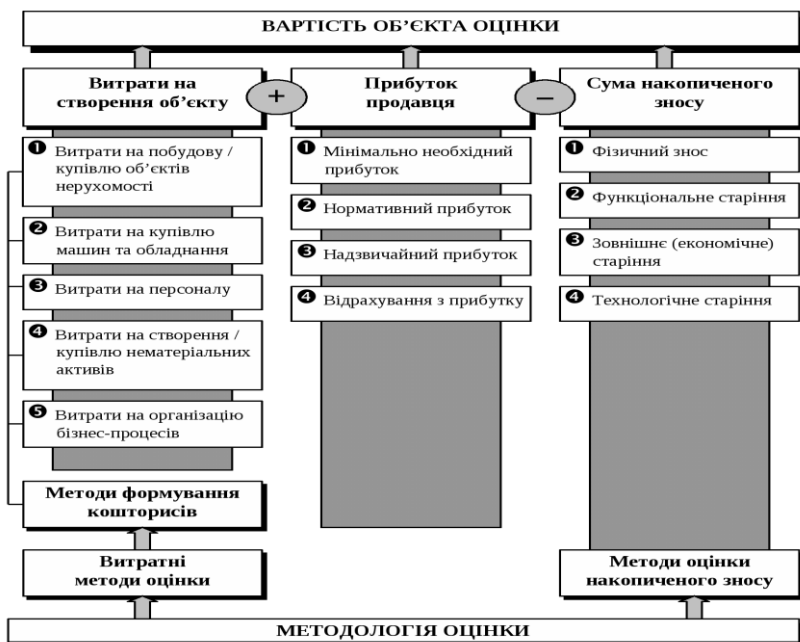 ВАРТІСТЬ ОБ’ЄКТА ОЦІНКИ
Витрати на
створення об’єкту
+
Прибуток
продавця
–
Сума накопиченого
зносу
❶ Витрати на побудову /
купівлю об’єктів
нерухомості
❷ Витрати на купівлю
машин та обладнання
❸ Витрати на персоналу
❹ Витрати на створення /
купівлю нематеріальних
активів
❺ Витрати на організацію
бізнес-процесів
❶ Мінімально необхідний
прибуток
❷ Нормативний прибуток
❸ Надзвичайний прибуток
❹ Відрахування з прибутку
❶ Фізичний знос
❷ Функціональне старіння
❸ Зовнішнє (економічне)
старіння
❹ Технологічне старіння
Методи формування
кошторисів
Витратні
методи оцінки
Методи оцінки
накопиченого зносу
МЕТОДОЛОГІЯ ОЦІНКИ